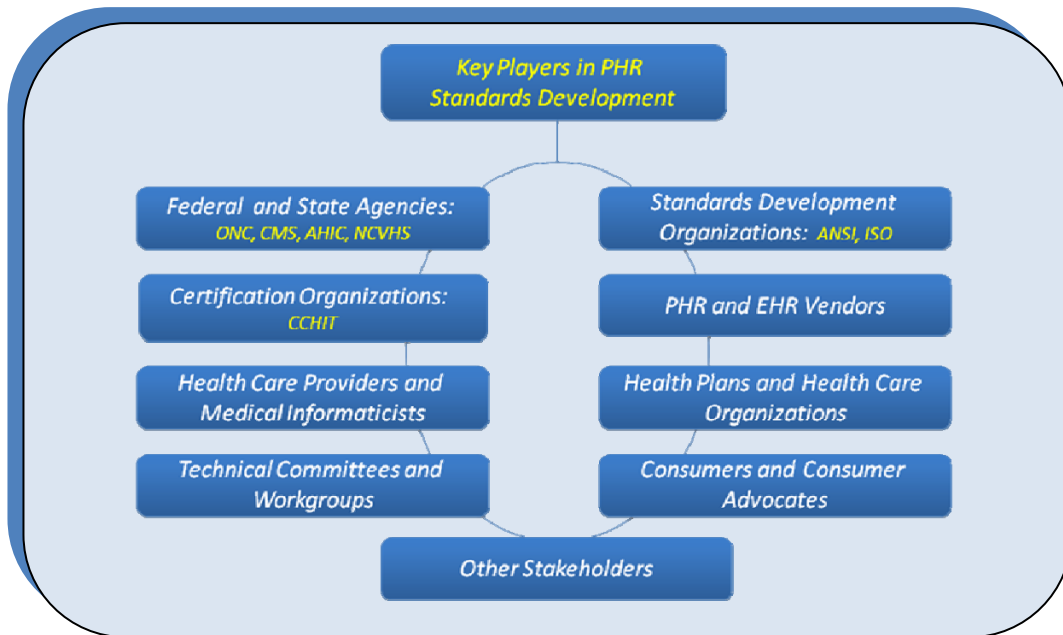 Key Players in PHR
Standards Development
Federal and State Agencies:
ONC, CMS, AHIC, NCVHS
Standards Development
Organizations: ANSI, ISO
Certification Organizations:
CCHIT
PHR and EHR Vendors
Health Care Providers and
Medical Informaticists
Health Plans and Health Care
Organizations
Technical Committees and
Workgroups
Consumers and Consumer
Advocates
Other Stakeholders